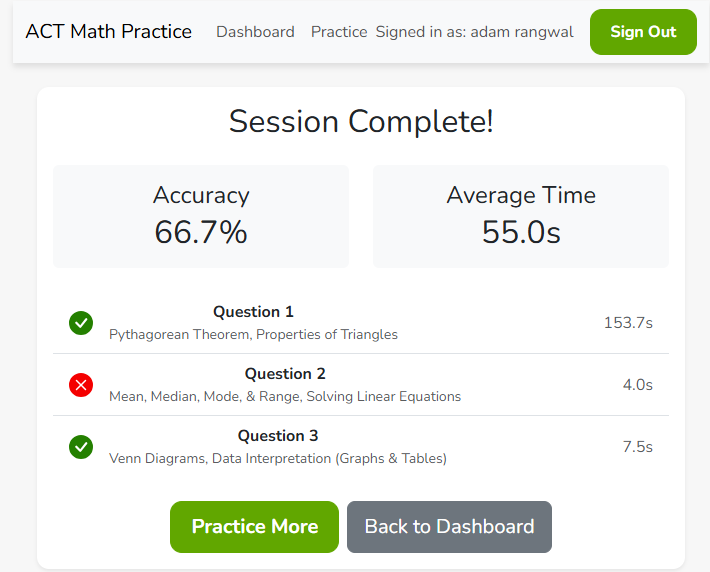 ACT Math Practice Dashboard Practice Signed in as: adam rangwal Sign Out
Session Complete!
Accuracy
66.7%
Average Time
55.0s
Question 1
Pythagorean Theorem, Properties of Triangles
153.7s
Question 2
Mean, Median, Mode, & Range, Solving Linear Equations
4.0s
Question 3
Venn Diagrams, Data Interpretation (Graphs & Tables)
7.5s
Practice More
Back to Dashboard